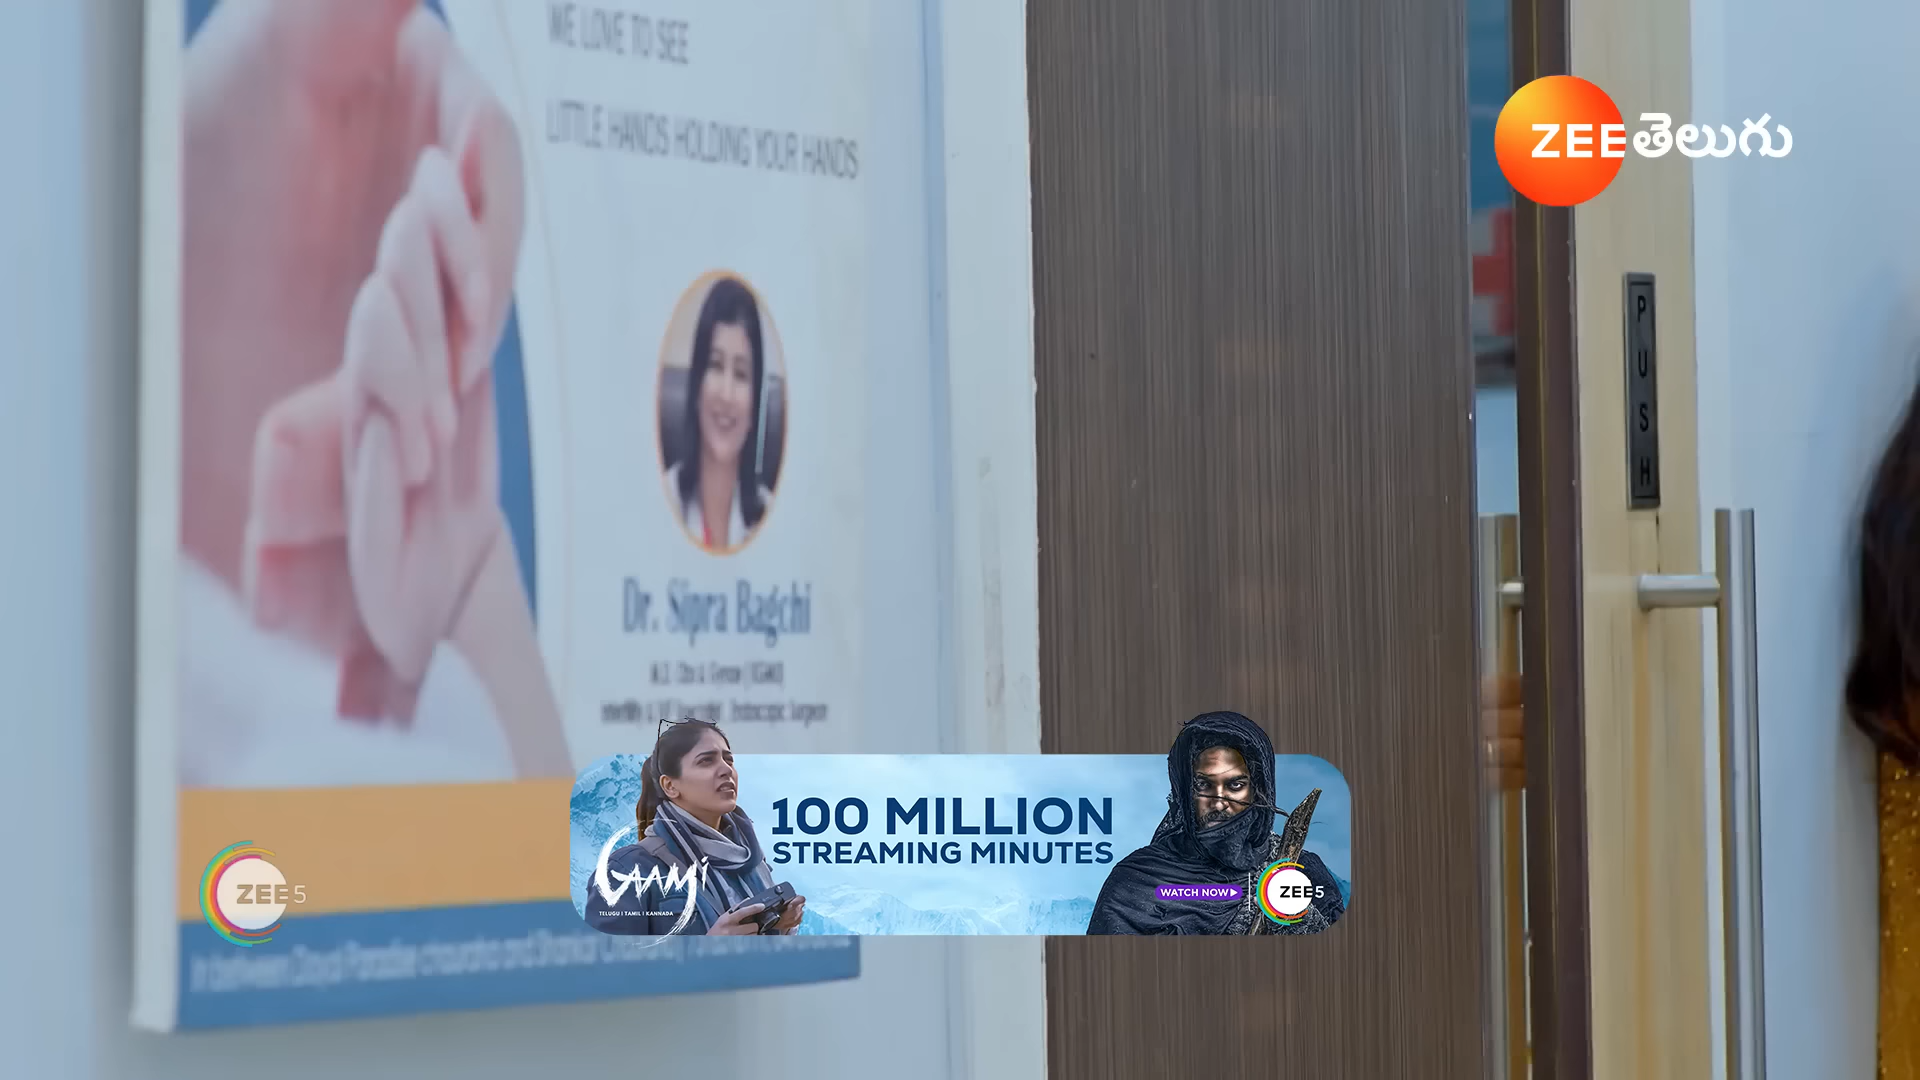 WE LOVE TO SEE
LITTLE HANDS HOLDING YOUR HANDS
ZEE తెలుగు
PUSH
Dr. Sipra Bagchi
100 MILLION
STREAMING MINUTES
GAAMI
TELUGU | TAMIL | KANNADA
WATCH NOW
ZEE5
ZEE5